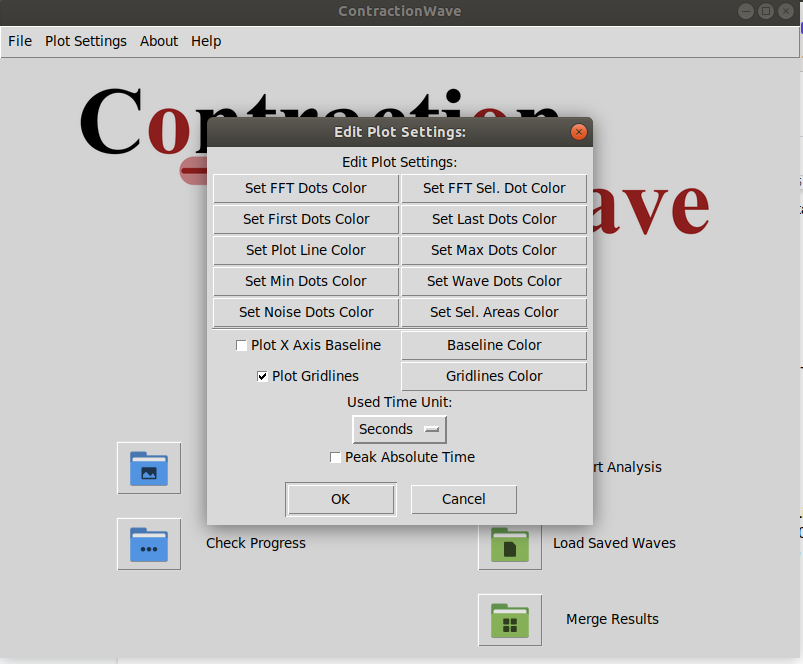 ContractionWave
File Plot Settings About Help
Edit Plot Settings:
Edit Plot Settings:
Set FFT Dots Color Set FFT Sel. Dot Color
Set First Dots Color Set Last Dots Color
Set Plot Line Color Set Max Dots Color
Set Min Dots Color Set Wave Dots Color
Set Noise Dots Color Set Sel. Areas Color
Plot X Axis Baseline Baseline Color
Plot Gridlines Gridlines Color
Used Time Unit:
Seconds
Peak Absolute Time
OK Cancel
Analysis
Check Progress Load Saved Waves
Merge Results